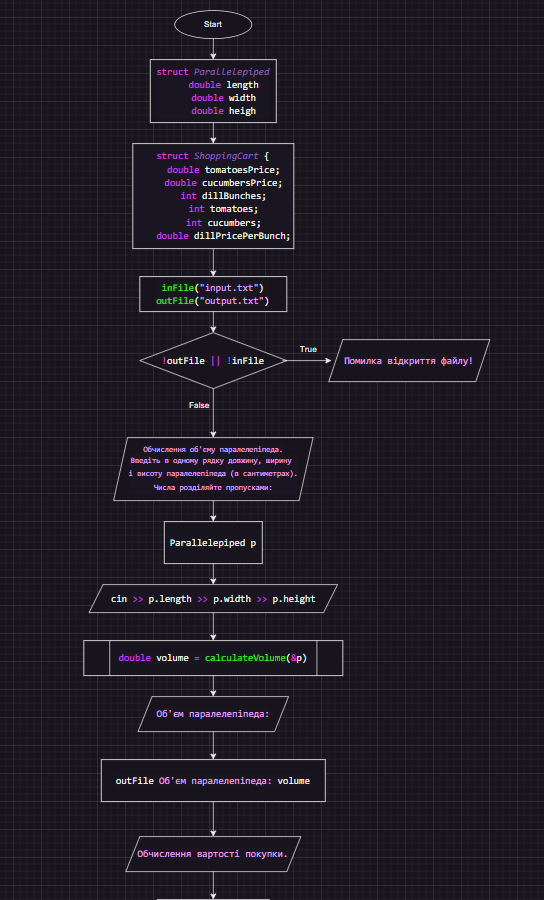 Start
struct Parallelepiped
double length
double width
double heigh
struct ShoppingCart {
double tomatoesPrice;
double cucumbersPrice;
int dillBunches;
int tomatoes;
int cucumbers;
double dillPricePerBunch;
inFile("input.txt")
outFile("output.txt")
!outFile || !inFile
True
Помилка відкриття файлу!
False
Обчислення об'єму паралелепіпеда.
Введіть в одному рядку довжину, ширину
і висоту паралелепіпеда (в сантиметрах).
Числа розділяйте пропусками:
Parallelepiped p
cin >> p.length >> p.width >> p.height
double volume = calculateVolume(&p)
Об'єм паралелепіпеда:
outFile Об'єм паралелепіпеда: volume
Обчислення вартості покупки.